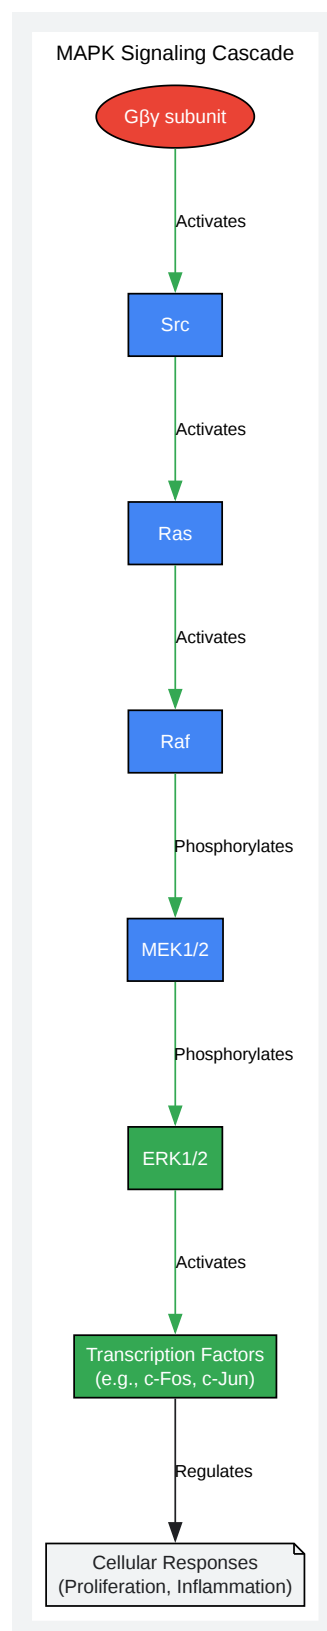 MAPK Signaling Cascade
Gβγ subunit
Activates
Src
Activates
Ras
Activates
Raf
Phosphorylates
MEK1/2
Phosphorylates
ERK1/2
Activates
Transcription Factors
(e.g., c-Fos, c-Jun)
Regulates
Cellular Responses
(Proliferation, Inflammation)